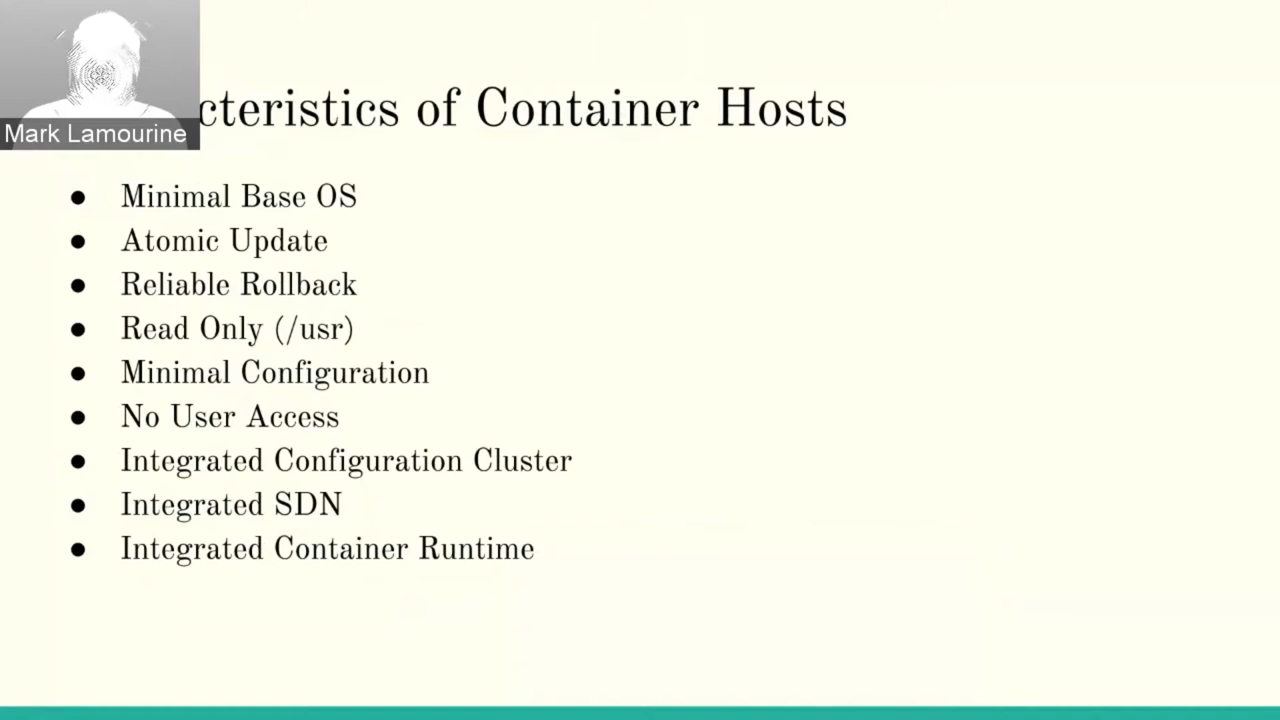 Mark Lamourine
cteristics of Container Hosts
● Minimal Base OS
● Atomic Update
● Reliable Rollback
● Read Only (/usr)
● Minimal Configuration
● No User Access
● Integrated Configuration Cluster
● Integrated SDN
● Integrated Container Runtime